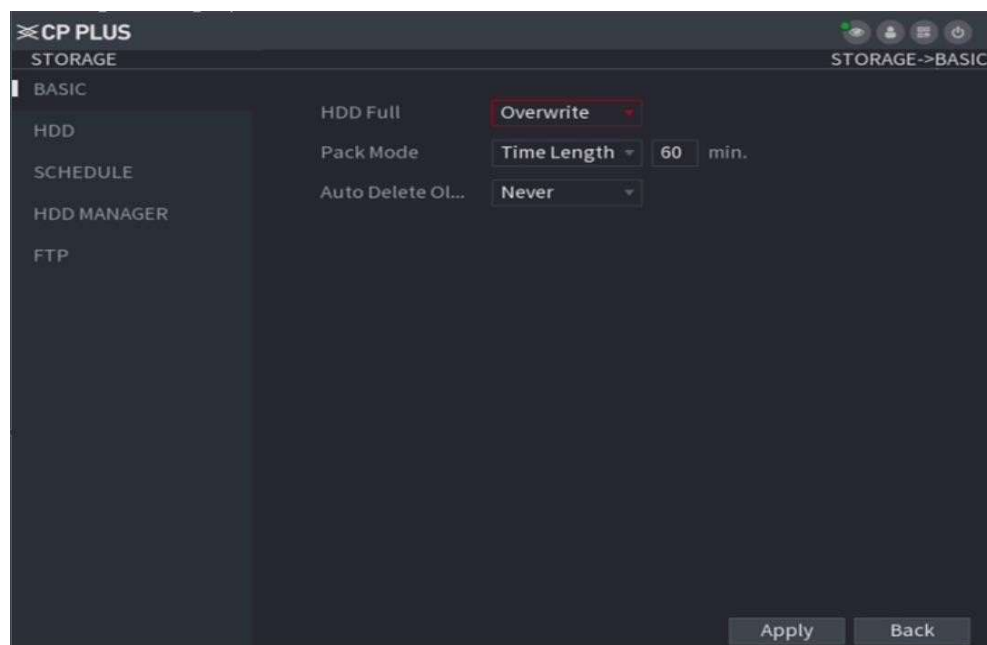 CP PLUS
STORAGE STORAGE->BASIC
BASIC
HDD
SCHEDULE
HDD MANAGER
FTP
HDD Full Overwrite
Pack Mode Time Length 60 min.
Auto Delete Ol... Never
Apply Back